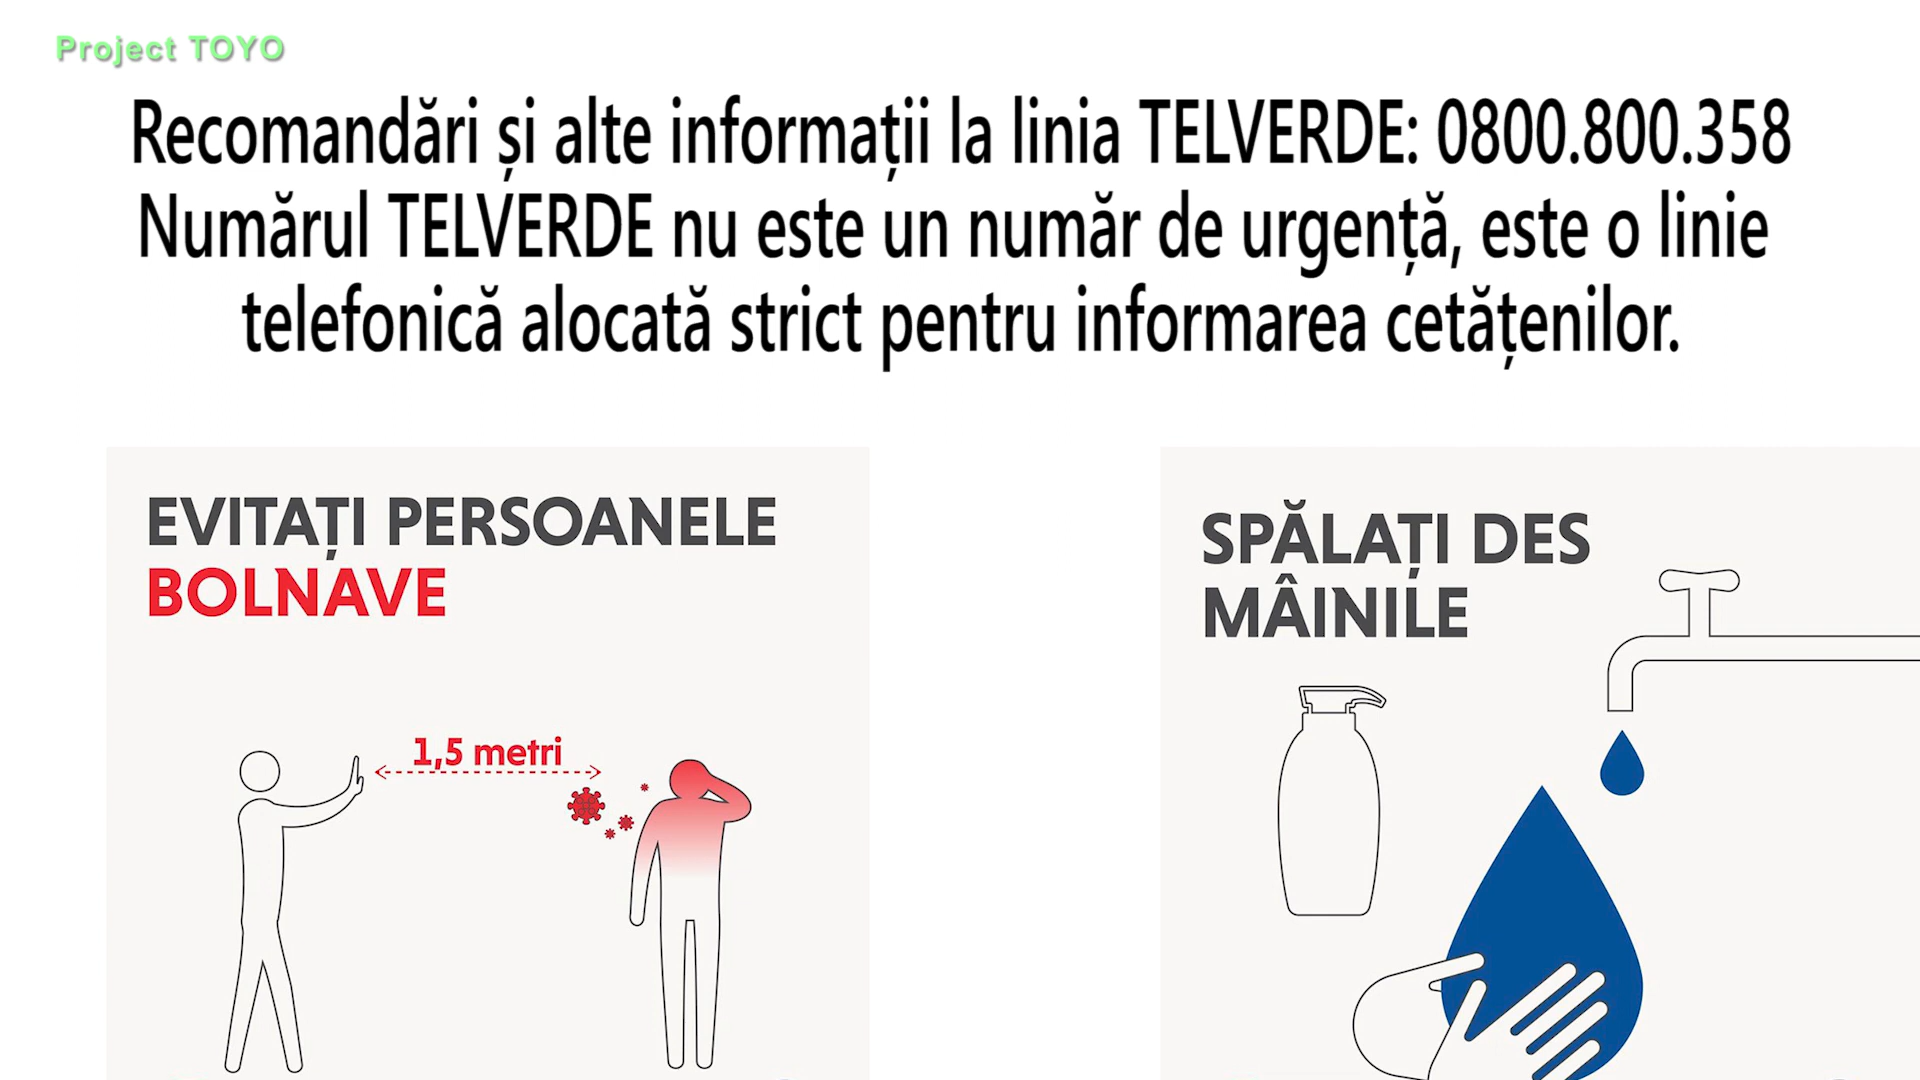 Project TOYO
Recomandări și alte informații la linia TELVERDE: 0800.800.358
Numărul TELVERDE nu este un număr de urgență, este o linie
telefonică alocată strict pentru informarea cetățenilor.
EVITAȚI PERSOANELE
BOLNAVE
1,5 metri
SPĂLAȚI DES
MÂINILE